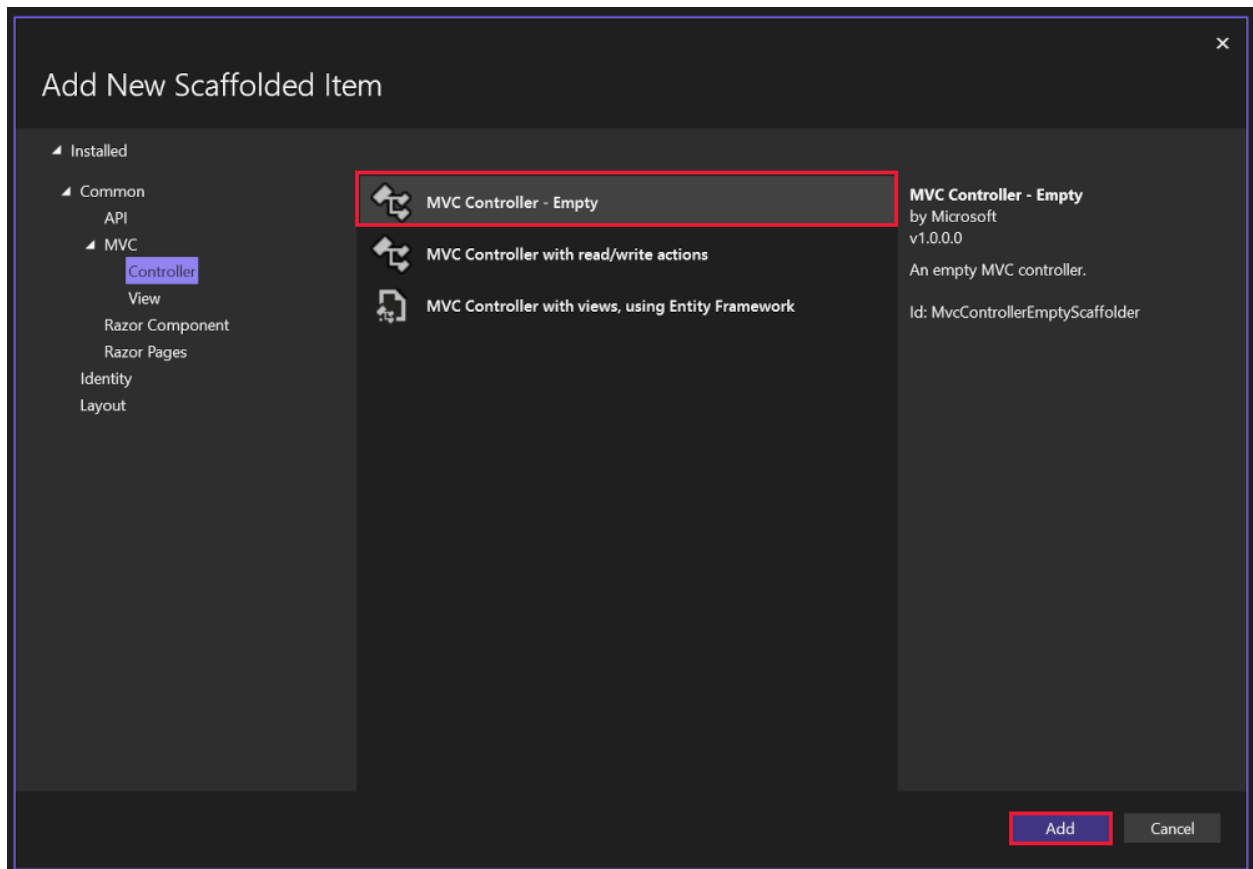 Add New Scaffolded Item
Installed
Common
API
MVC
Controller
View
Razor Component
Razor Pages
Identity
Layout
MVC Controller - Empty
MVC Controller with read/write actions
MVC Controller with views, using Entity Framework
MVC Controller - Empty
by Microsoft
v1.0.0.0
An empty MVC controller.
Id: MvcControllerEmptyScaffolder
Add
Cancel